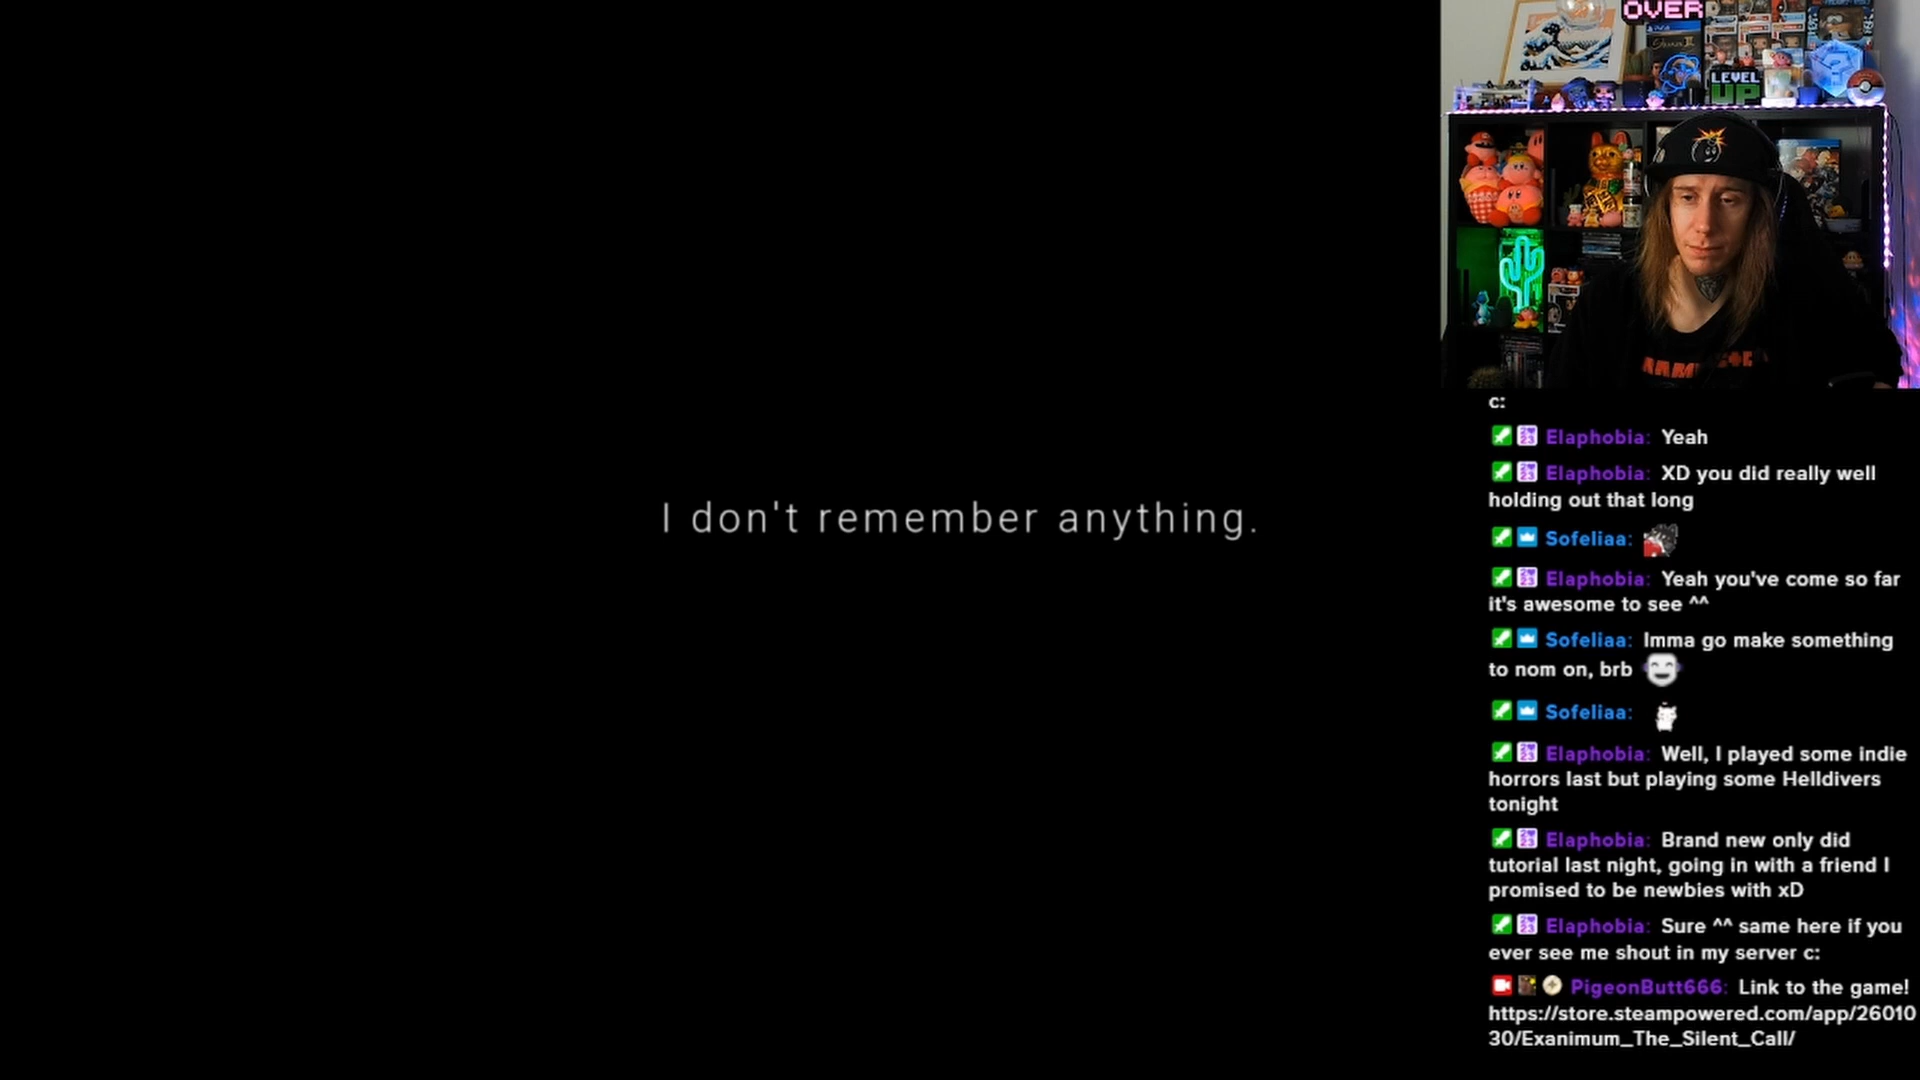 OVER
LEVEL
UP
I don't remember anything.
c:
Elaphobia: Yeah
Elaphobia: XD you did really well
holding out that long
Sofeliaa:
Elaphobia: Yeah you've come so far
it's awesome to see ^^
Sofeliaa: Imma go make something
to nom on, brb
Sofeliaa:
Elaphobia: Well, I played some indie
horrors last but playing some Helldivers
tonight
Elaphobia: Brand new only did
tutorial last night, going in with a friend I
promised to be newbies with xD
Elaphobia: Sure ^^ same here if you
ever see me shout in my server c:
PigeonButt666: Link to the game!
https://store.steampowered.com/app/26010
30/Exanimum_The_Silent_Call/